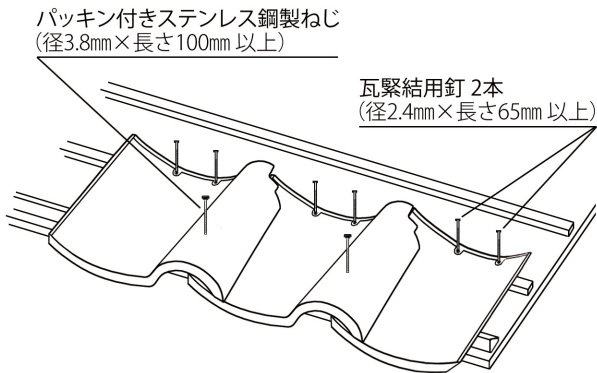 パッキン付きステンレス鋼製ねじ
（径3.8㎜×長さ100㎜以上）
瓦緊結用釘 2本
（径2.4㎜×長さ65㎜以上）